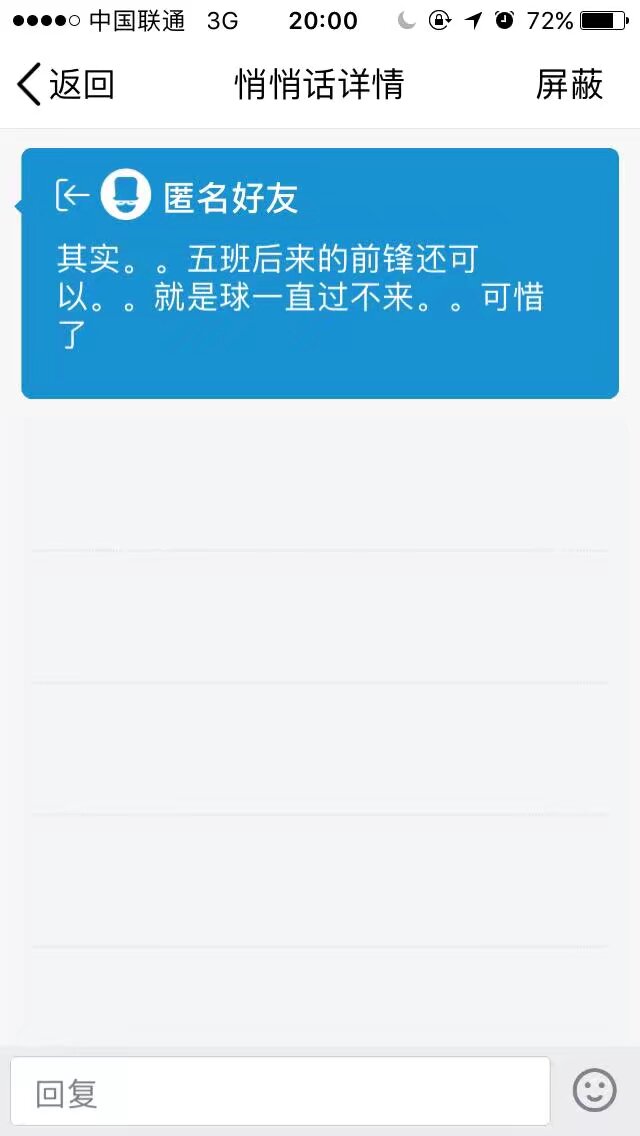 中国联通 3G 20:00 72%
返回 悄悄话详情 屏蔽
匿名好友
其实。。五班后来的前锋还可
以。。就是球一直过不来。。可惜
了
回复